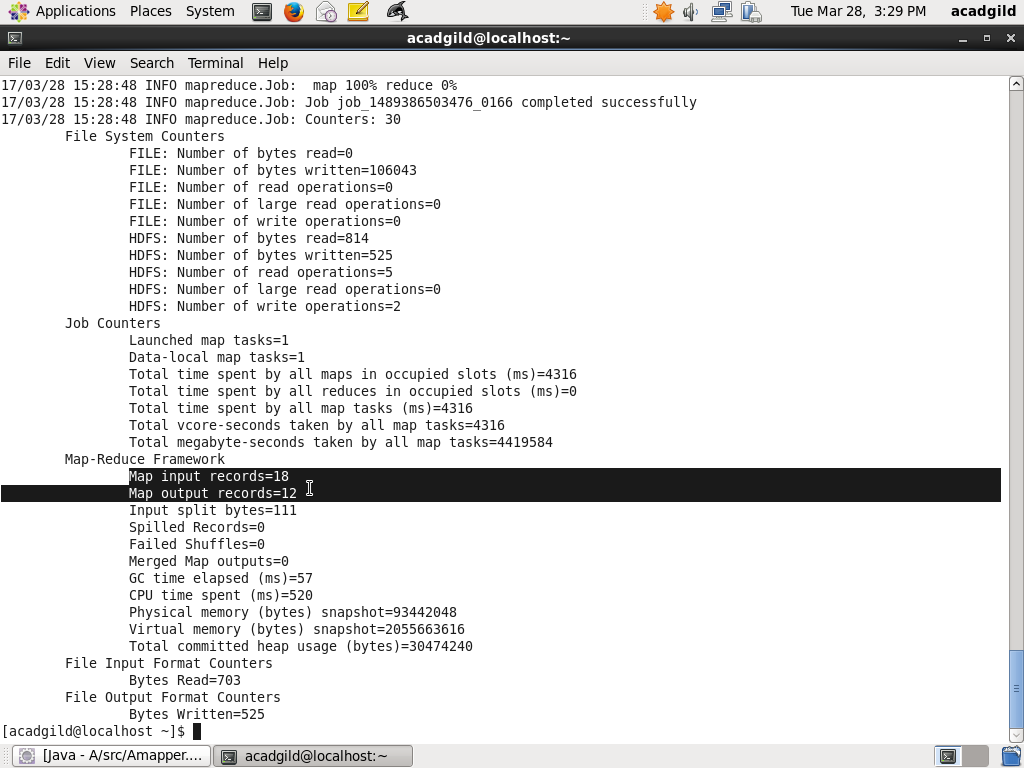 Applications Places System Tue Mar 28, 3:29 PM acadgild
acadgild@localhost:~
File Edit View Search Terminal Help
17/03/28 15:28:48 INFO mapreduce.Job:  map 100% reduce 0%
17/03/28 15:28:48 INFO mapreduce.Job: Job job_1489386503476_0166 completed successfully
17/03/28 15:28:48 INFO mapreduce.Job: Counters: 30
File System Counters
FILE: Number of bytes read=0
FILE: Number of bytes written=106043
FILE: Number of read operations=0
FILE: Number of large read operations=0
FILE: Number of write operations=0
HDFS: Number of bytes read=814
HDFS: Number of bytes written=525
HDFS: Number of read operations=5
HDFS: Number of large read operations=0
HDFS: Number of write operations=2
Job Counters
Launched map tasks=1
Data-local map tasks=1
Total time spent by all maps in occupied slots (ms)=4316
Total time spent by all reduces in occupied slots (ms)=0
Total time spent by all map tasks (ms)=4316
Total vcore-seconds taken by all map tasks=4316
Total megabyte-seconds taken by all map tasks=4419584
Map-Reduce Framework
Map input records=18
Map output records=12
Input split bytes=111
Spilled Records=0
Failed Shuffles=0
Merged Map outputs=0
GC time elapsed (ms)=57
CPU time spent (ms)=520
Physical memory (bytes) snapshot=93442048
Virtual memory (bytes) snapshot=2055663616
Total committed heap usage (bytes)=30474240
File Input Format Counters
Bytes Read=703
File Output Format Counters
Bytes Written=525
[acadgild@localhost ~]$
[Java - A/src/Amapper.... acadgild@localhost:~